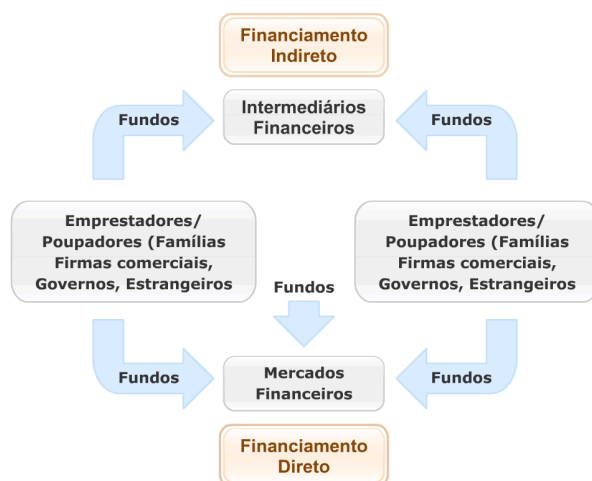 Financiamento
Indireto
Fundos
Intermediários
Financeiros
Fundos
Emprestadores/
Poupadores (Famílias
Firmas comerciais,
Governos, Estrangeiros
Emprestadores/
Poupadores (Famílias
Firmas comerciais,
Governos, Estrangeiros
Fundos
Fundos
Mercados
Financeiros
Fundos
Financiamento
Direto